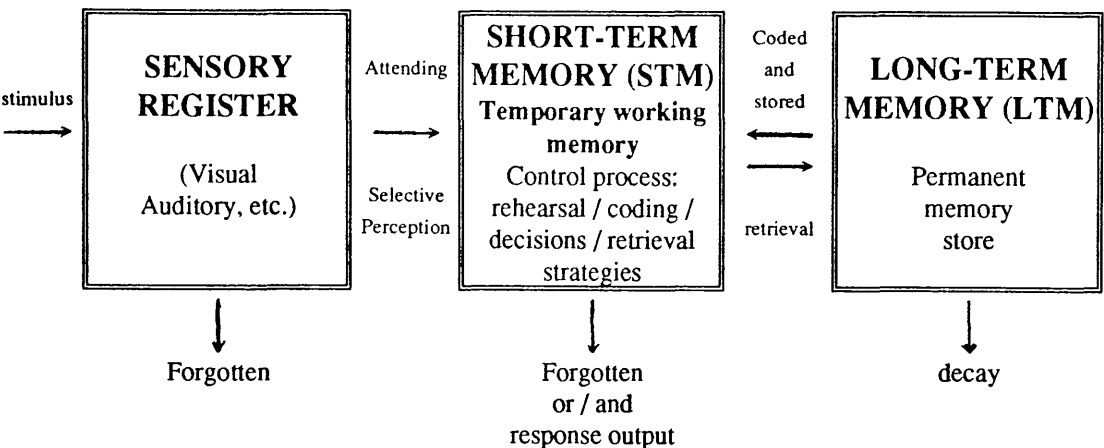 stimulus
SENSORY
REGISTER
(Visual
Auditory, etc.)
Forgotten
Attending
Selective
Perception
SHORT-TERM
MEMORY (STM)
Temporary working
memory
Control process:
rehearsal / coding /
decisions / retrieval
strategies
Forgotten
or / and
response output
Coded
and
stored
retrieval
LONG-TERM
MEMORY (LTM)
Permanent
memory
store
decay